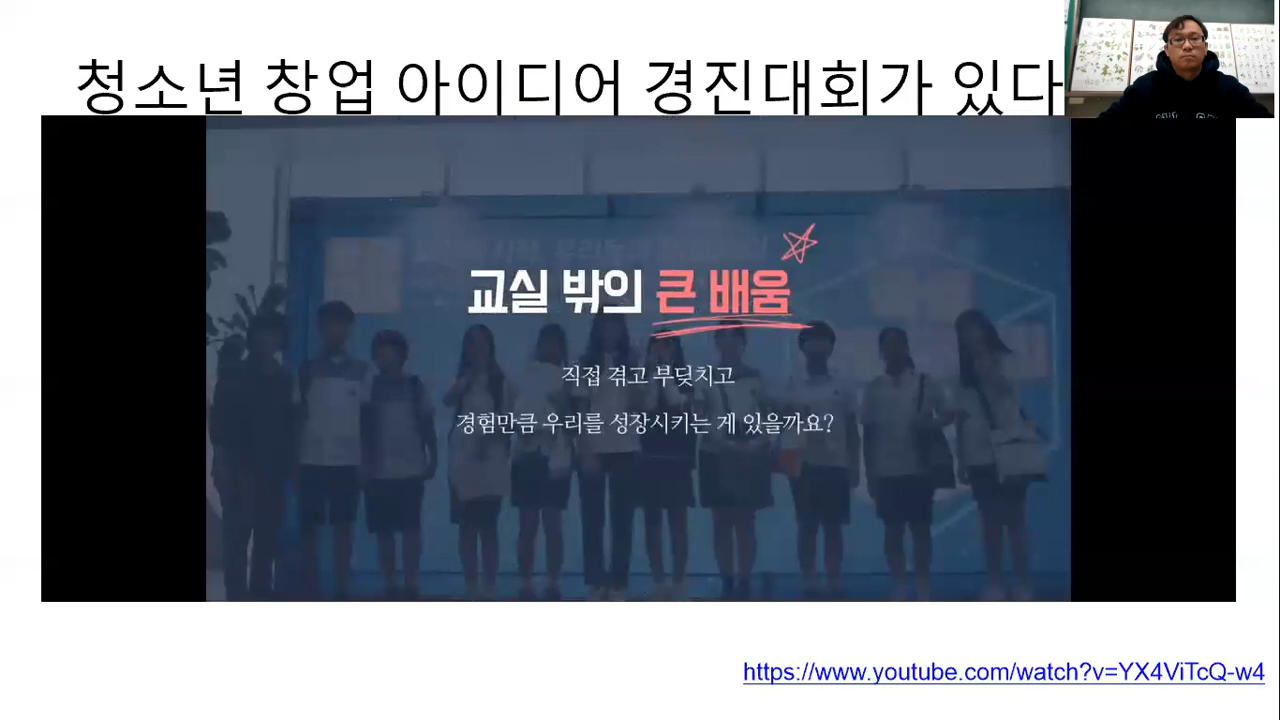 청소년 창업 아이디어 경진대회가 있다
교실 밖의 큰 배움
직접 겪고 부딪치고
경험만큼 우리를 성장시키는 게 있을까요?
https://www.youtube.com/watch?v=YX4ViTcQ-w4